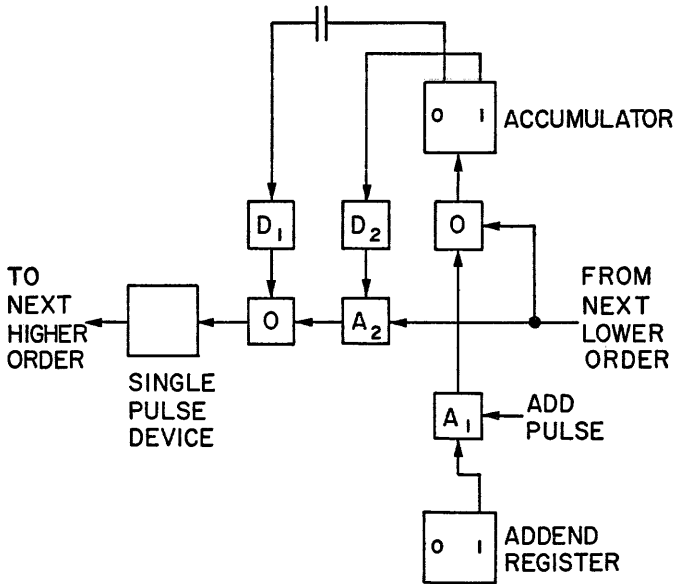 0 1
ACCUMULATOR
D1
D2
O
TO
NEXT
HIGHER
ORDER
O
A2
FROM
NEXT
LOWER
ORDER
SINGLE
PULSE
DEVICE
A1
ADD
PULSE
0 1
ADDEND
REGISTER